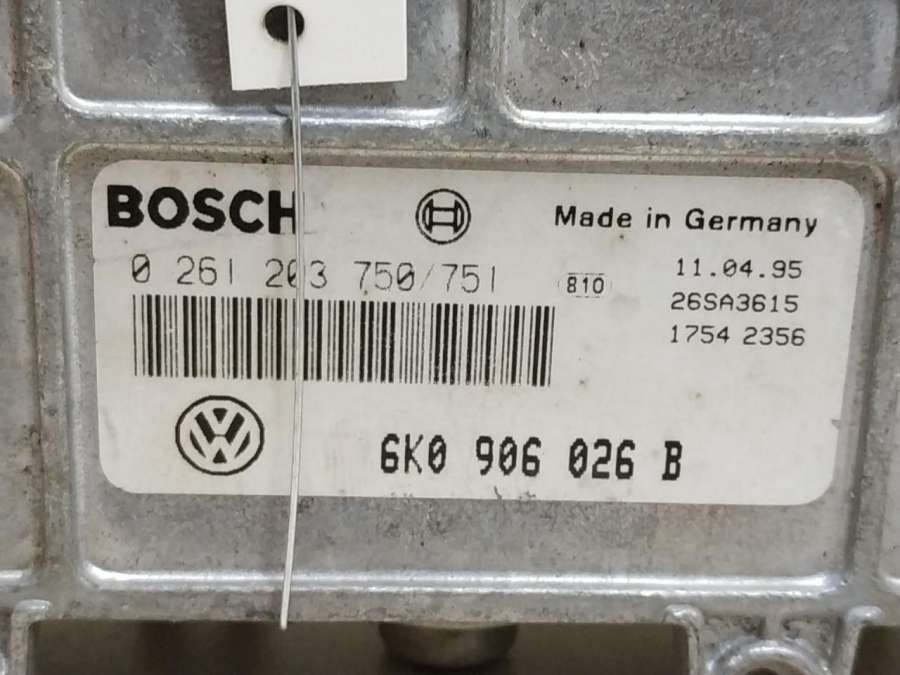 BOSCH
Made in Germany
0 261 203 750/751
810
11.04.95
26SA3615
1754 2356
6K0 906 026 B